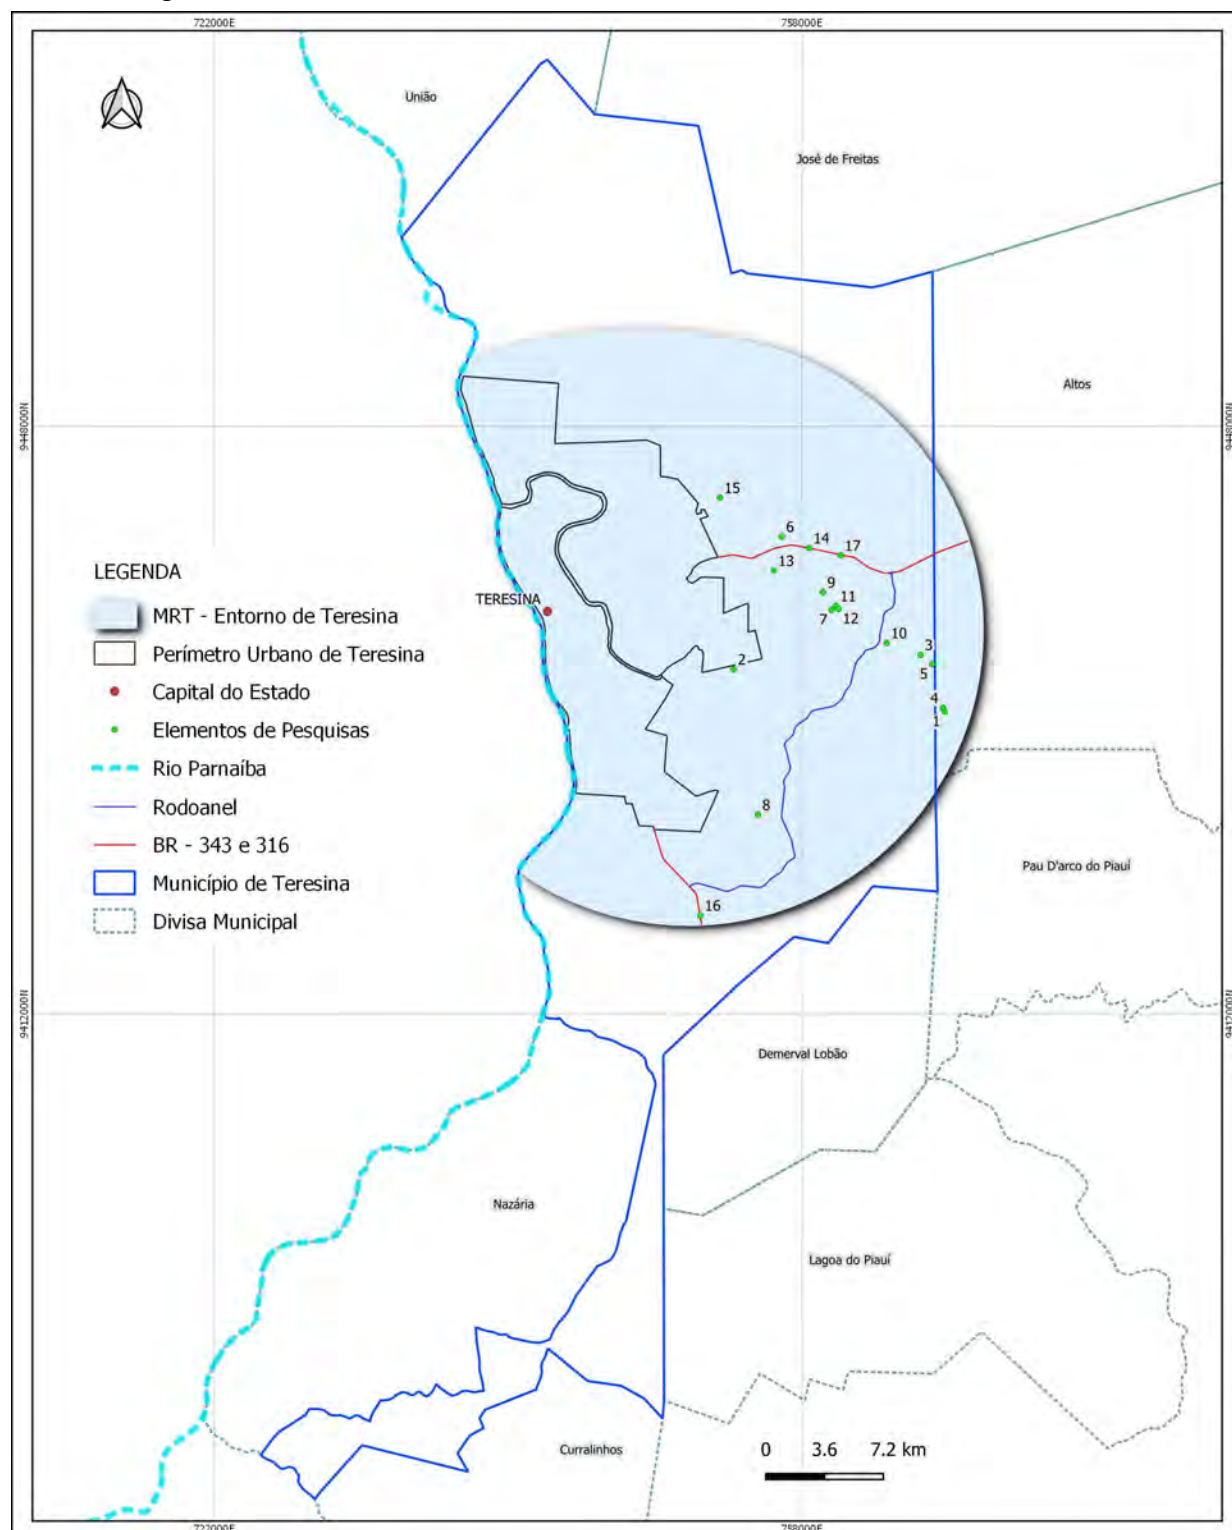 722000E
758000E
União
José de Freitas
Altos
9448000N
9448000N
15
6
14
17
13
9
11
7
12
10
3
5
4
1
2
8
16
TERESINA
LEGENDA
MRT - Entorno de Teresina
Perímetro Urbano de Teresina
Capital do Estado
Elementos de Pesquisas
Rio Parnaíba
Rodoanel
BR - 343 e 316
Município de Teresina
Divisa Municipal
Pau D'arco do Piauí
9412000N
9412000N
Demerval Lobão
Nazária
Lagoa do Piauí
Curralinhos
0 3.6 7.2 km
722000E
758000E